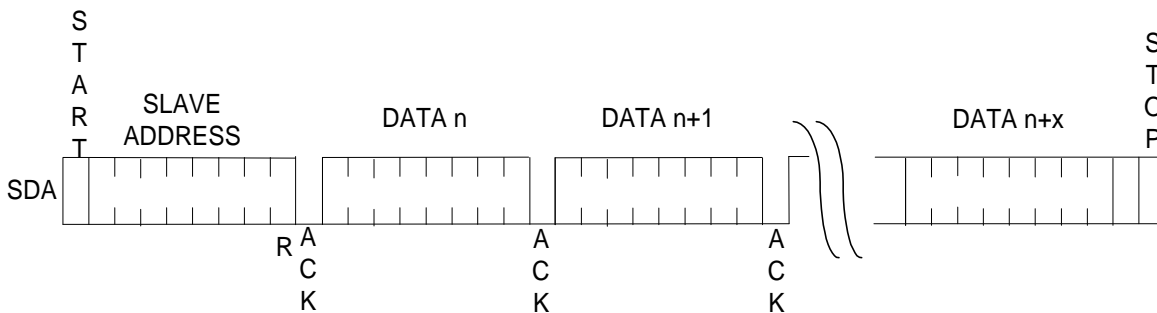 START
SLAVE
ADDRESS
DATA n
DATA n+1
DATA n+x
STOP
SDA
R
ACK
ACK
ACK